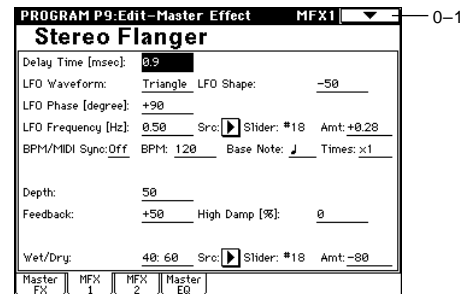 PROGRAM P9:Edit-Master Effect MFX1
0–1
Stereo Flanger
Delay Time [msec]: 0.9
LFO Waveform: Triangle LFO Shape: -50
LFO Phase [degree]: +90
LFO Frequency [Hz]: 0.50 Src: Slider: #18 Amt: +0.28
BPM/MIDI Sync: Off BPM: 120 Base Note: ♩ Times: x1
Depth: 50
Feedback: +50 High Damp [%]: 0
Wet/Dry: 40: 60 Src: Slider: #18 Amt: -80
Master FX MFX 1 MFX 2 Master EQ